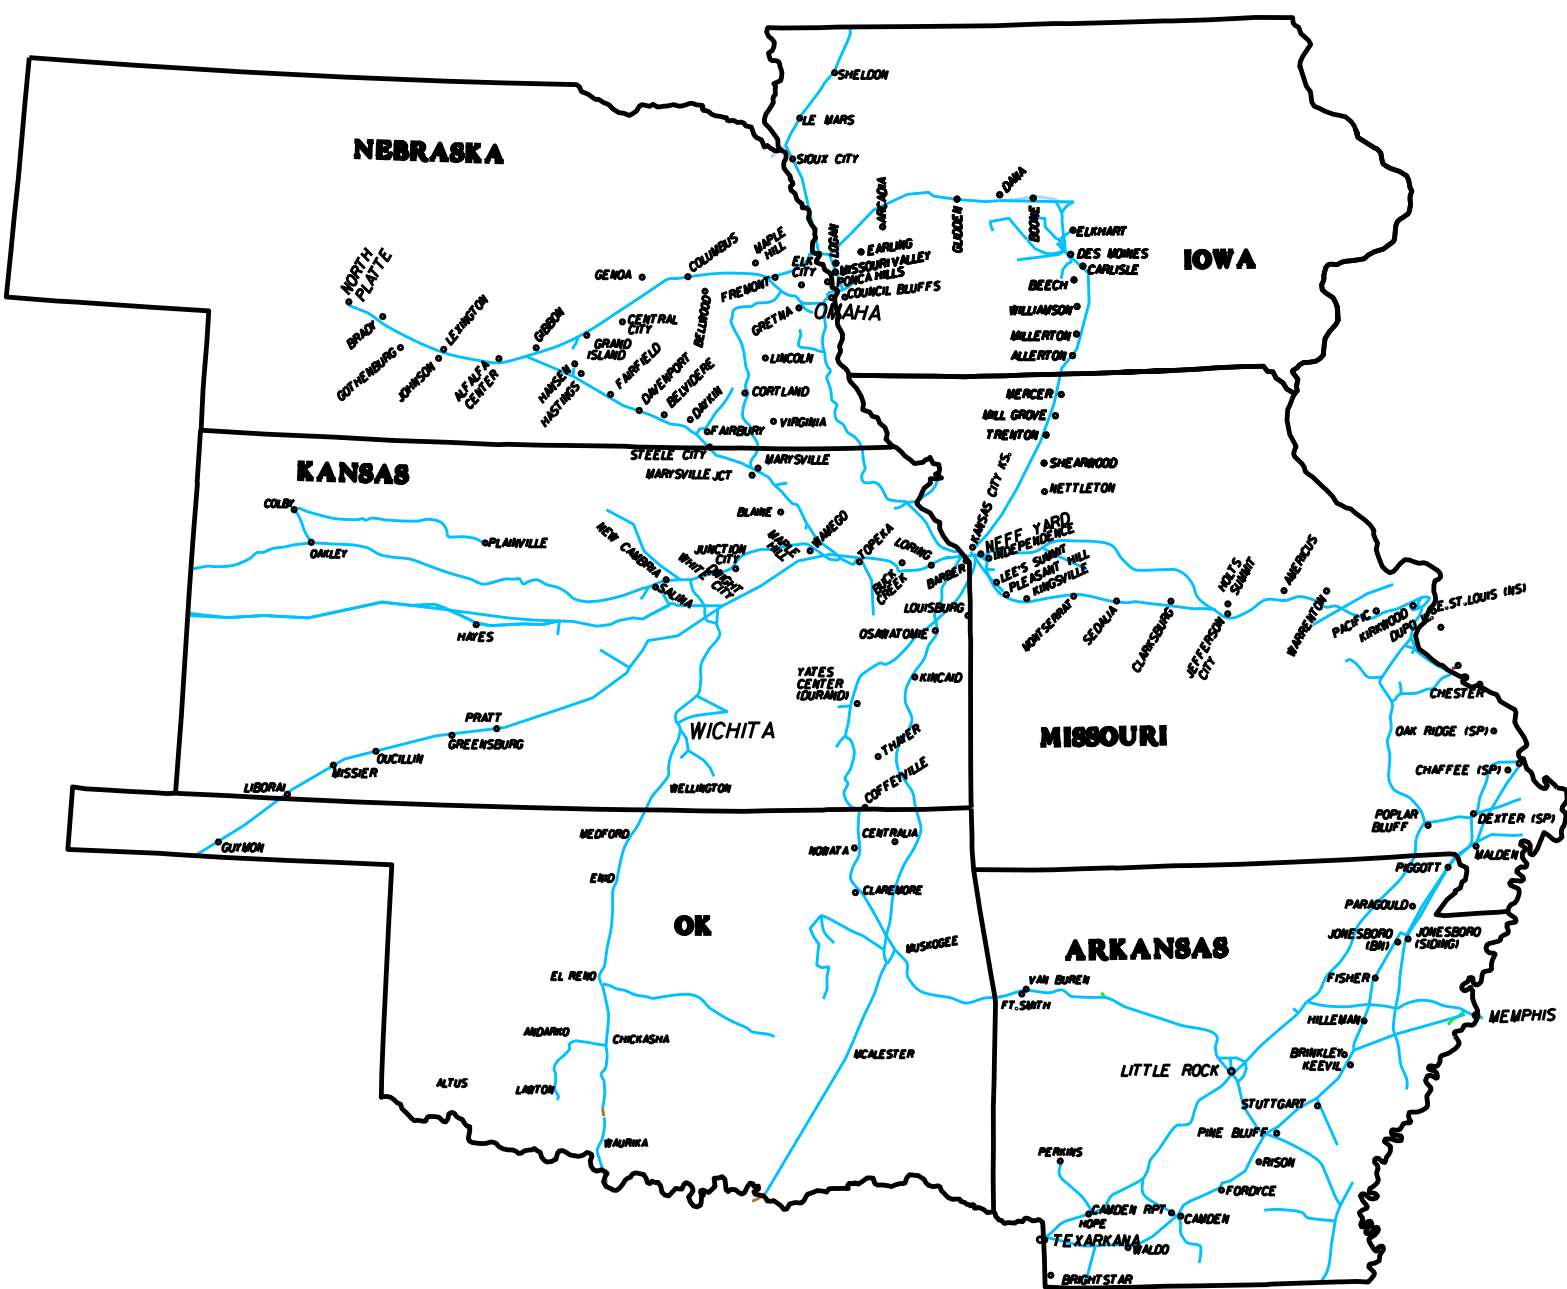 SHELDON
LE MARS
SIOUX CITY
NEBRASKA
IOWA
ARCADIA
DANA
GLIDDEN
BOONE
ELKHART
DES MOINES
CARLISLE
BEECH
WILLIAMSON
MILLERTON
ALLERTON
LOGAN
EARLING
MISSOURI VALLEY
PONCA HILLS
COUNCIL BLUFFS
OMAHA
ELK
CITY
MAPLE
HILL
COLUMBUS
GENOA
FREMONT
GRETNA
BELLWOOD
NORTH
PLATTE
BRADY
GOTHENBURG
JOHNSON
LEXINGTON
ALFALFA
CENTER
GIBBON
CENTRAL
CITY
GRAND
ISLAND
HANSEN
HASTINGS
FAIRFIELD
DAVENPORT
BELVIDERE
DAYKIN
LINCOLN
CORTLAND
VIRGINIA
FAIRBURY
STEELE CITY
MERCER
MILL GROVE
TRENTON
SHEARWOOD
NETTLETON
KANSAS
MARYSVILLE
MARYSVILLE JCT
COLBY
OAKLEY
PLAINVILLE
BLAINE
NEW CAMBRIA
WHITE CITY
JUNCTION
CITY
DWIGHT
MAPLE
HILL
WAMEGO
TOPEKA
LORING
BUCK
CREEK
BARBER
KANSAS CITY KS.
NEFF YARD
INDEPENDENCE
LEE'S SUMMIT
PLEASANT HILL
KINGSVILLE
SALINA
HAYES
LOUISBURG
OSAWATOMIE
MONTSERRAT
SEDALIA
CLARKSBURG
JEFFERSON
CITY
HOLTS
SUMMIT
AMERICUS
WARRENTON
PACIFIC
KIRKWOOD
DUPO
E.ST.LOUIS (NS)
CHESTER
YATES
CENTER
(DURAND)
KINCAID
PRATT
GREENSBURG
OUCILLIN
MISSIER
LIBORAI
WICHITA
THAYER
WELLINGTON
COFFEYVILLE
MISSOURI
OAK RIDGE (SP)
CHAFFEE (SP)
POPLAR
BLUFF
DEXTER (SP)
MALDEN
GUYMON
MEDFORD
CENTRALIA
NOWATA
ENID
CLAREMORE
OK
MUSKOGEE
PIGGOTT
PARAGOULD
JONESBORO
(BN)
JONESBORO
(SIDING)
ARKANSAS
EL RENO
VAN BUREN
FT. SMITH
FISHER
HILLEMAN
MEMPHIS
ANDARKO
CHICKASHA
MCALESTER
BRINKLEY
KEEVIL
LITTLE ROCK
ALTUS
LAWTON
STUTTGART
PINE BLUFF
WAURIKA
PERKINS
RISON
FORDYCE
CAMDEN RPT
HOPE
CAMDEN
TEXARKANA
WALDO
BRIGHTSTAR